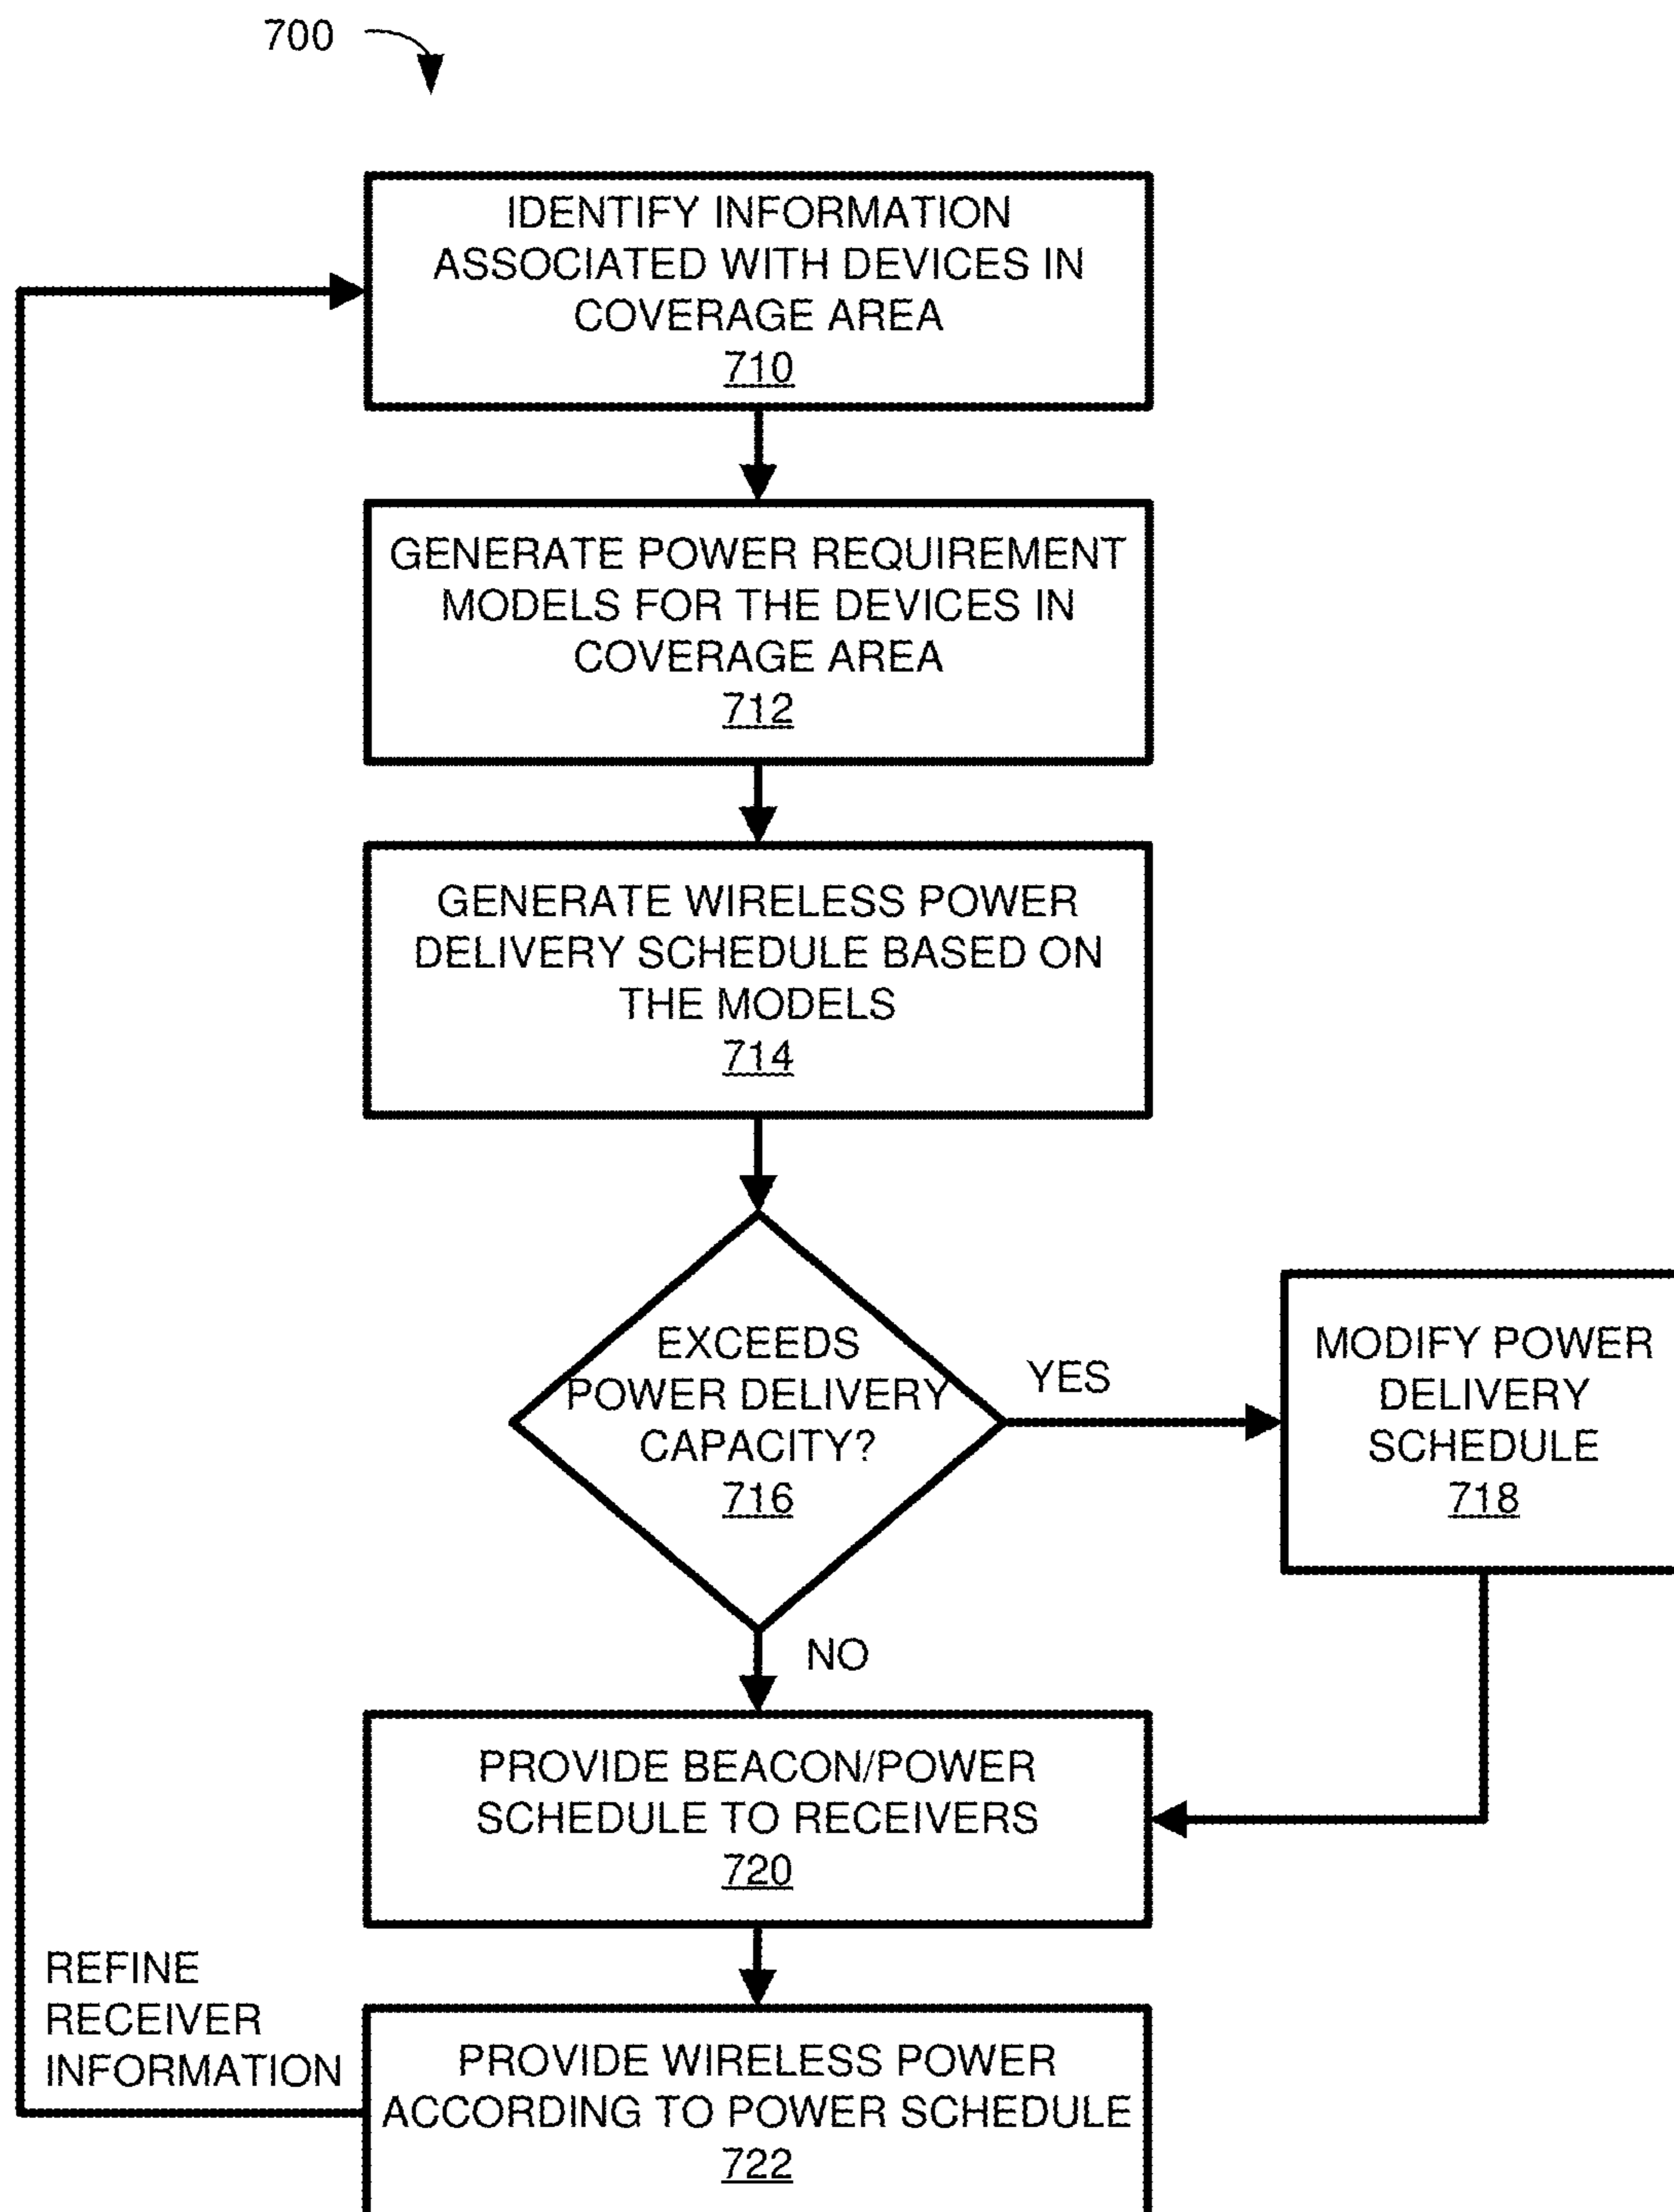 700
IDENTIFY INFORMATION
ASSOCIATED WITH DEVICES IN
COVERAGE AREA
710
GENERATE POWER REQUIREMENT
MODELS FOR THE DEVICES IN
COVERAGE AREA
712
GENERATE WIRELESS POWER
DELIVERY SCHEDULE BASED ON
THE MODELS
714
EXCEEDS
POWER DELIVERY
CAPACITY?
716
YES
MODIFY POWER
DELIVERY
SCHEDULE
718
NO
PROVIDE BEACON/POWER
SCHEDULE TO RECEIVERS
720
REFINE
RECEIVER
INFORMATION
PROVIDE WIRELESS POWER
ACCORDING TO POWER SCHEDULE
722